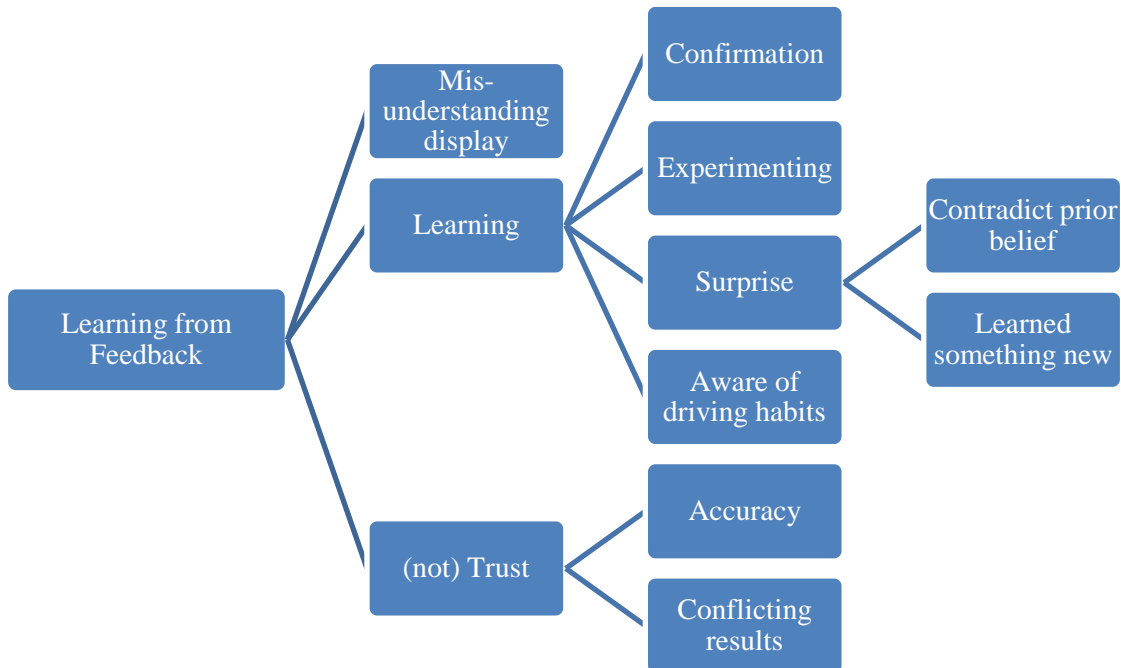 Learning from
Feedback
Mis-
understanding
display
Learning
(not) Trust
Confirmation
Experimenting
Surprise
Aware of
driving habits
Accuracy
Conflicting
results
Contradict prior
belief
Learned
something new